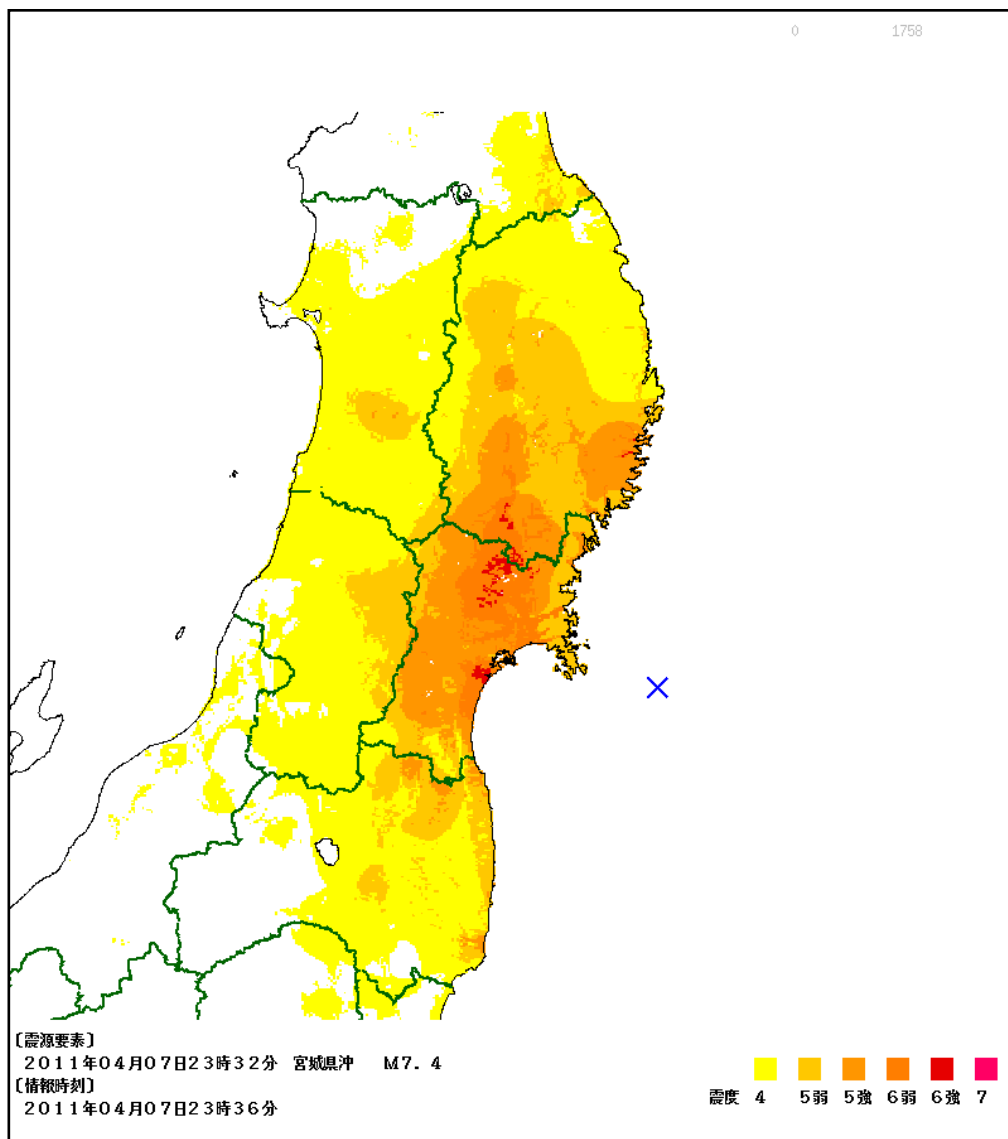 0 1758
〔震源要素〕
2011年04月07日23時32分 宮城県沖 M7.4
〔情報時刻〕
2011年04月07日23時36分
震度 4 5弱 5強 6弱 6強 7